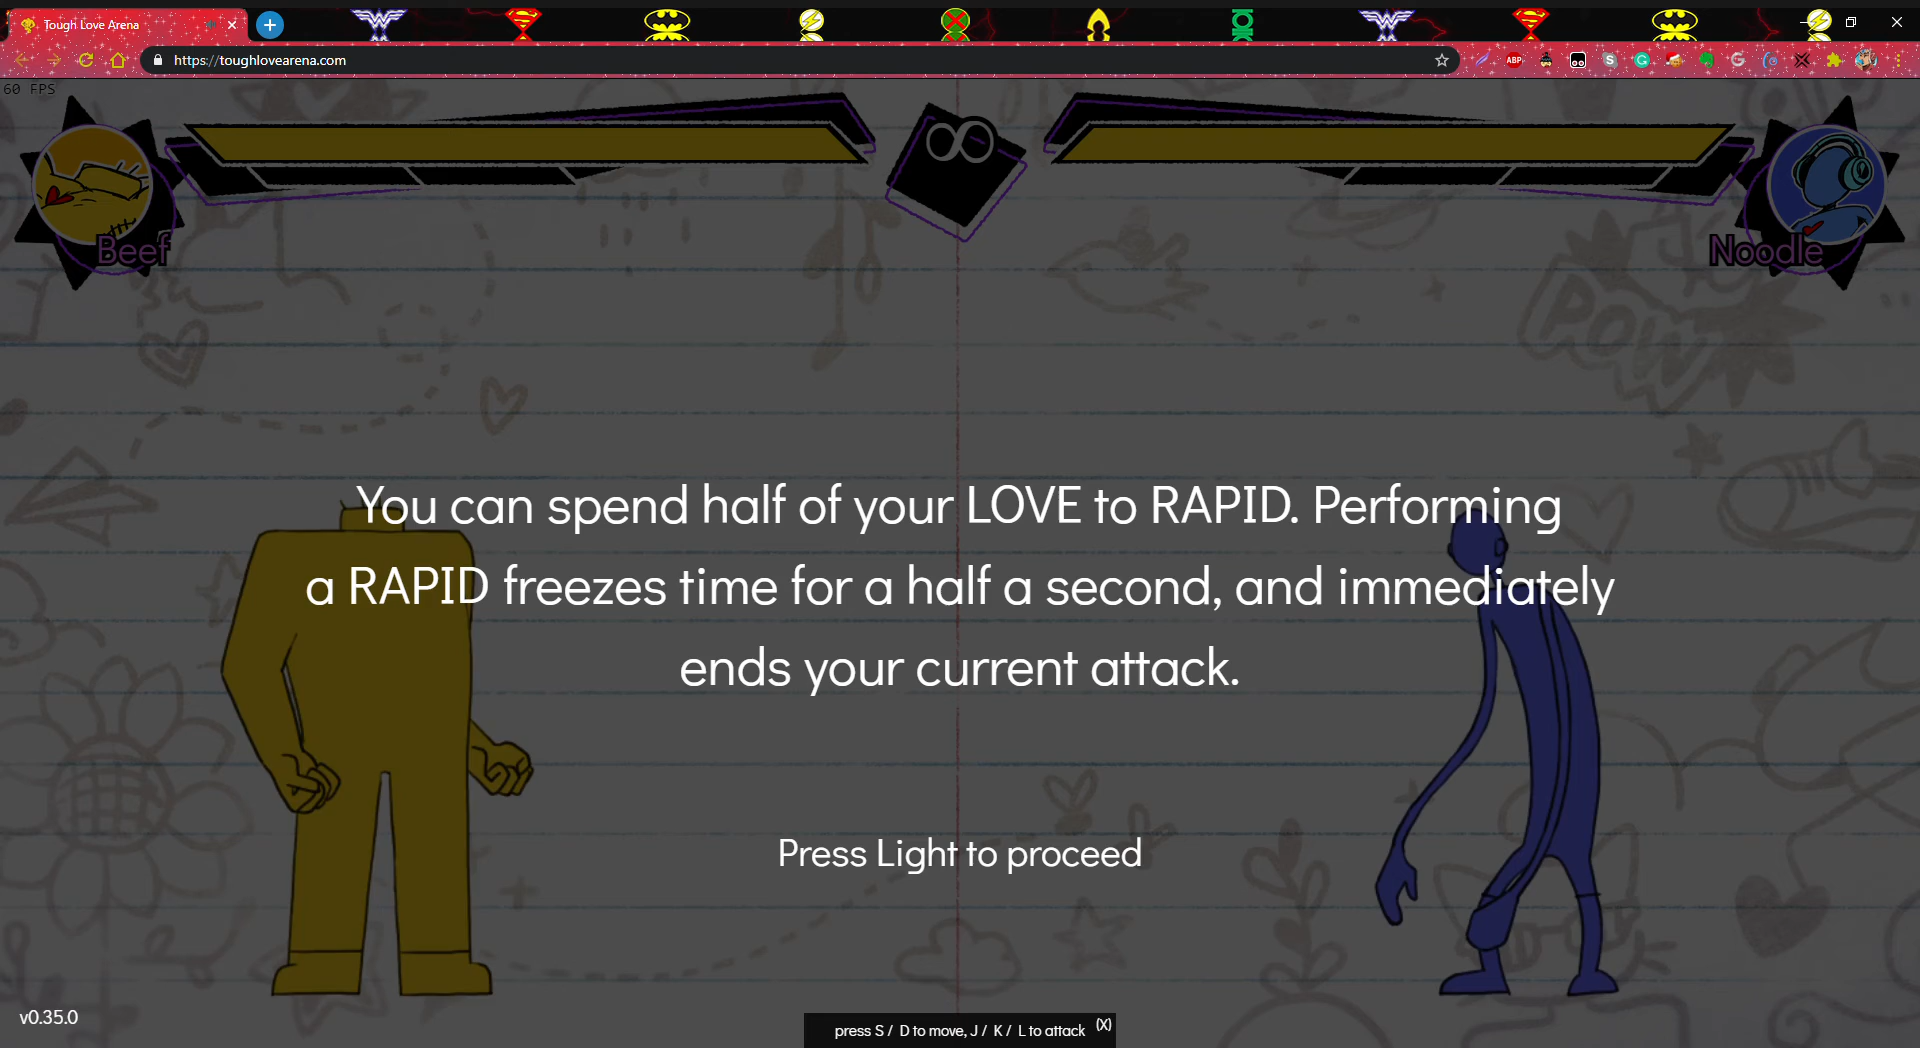 Tough Love Arena
https://toughlovearena.com
ABP
60 FPS
Beef
Noodle
POW
You can spend half of your LOVE to RAPID. Performing
a RAPID freezes time for a half a second, and immediately
ends your current attack.
Press Light to proceed
v0.35.0
press S / D to move, J / K / L to attack (X)